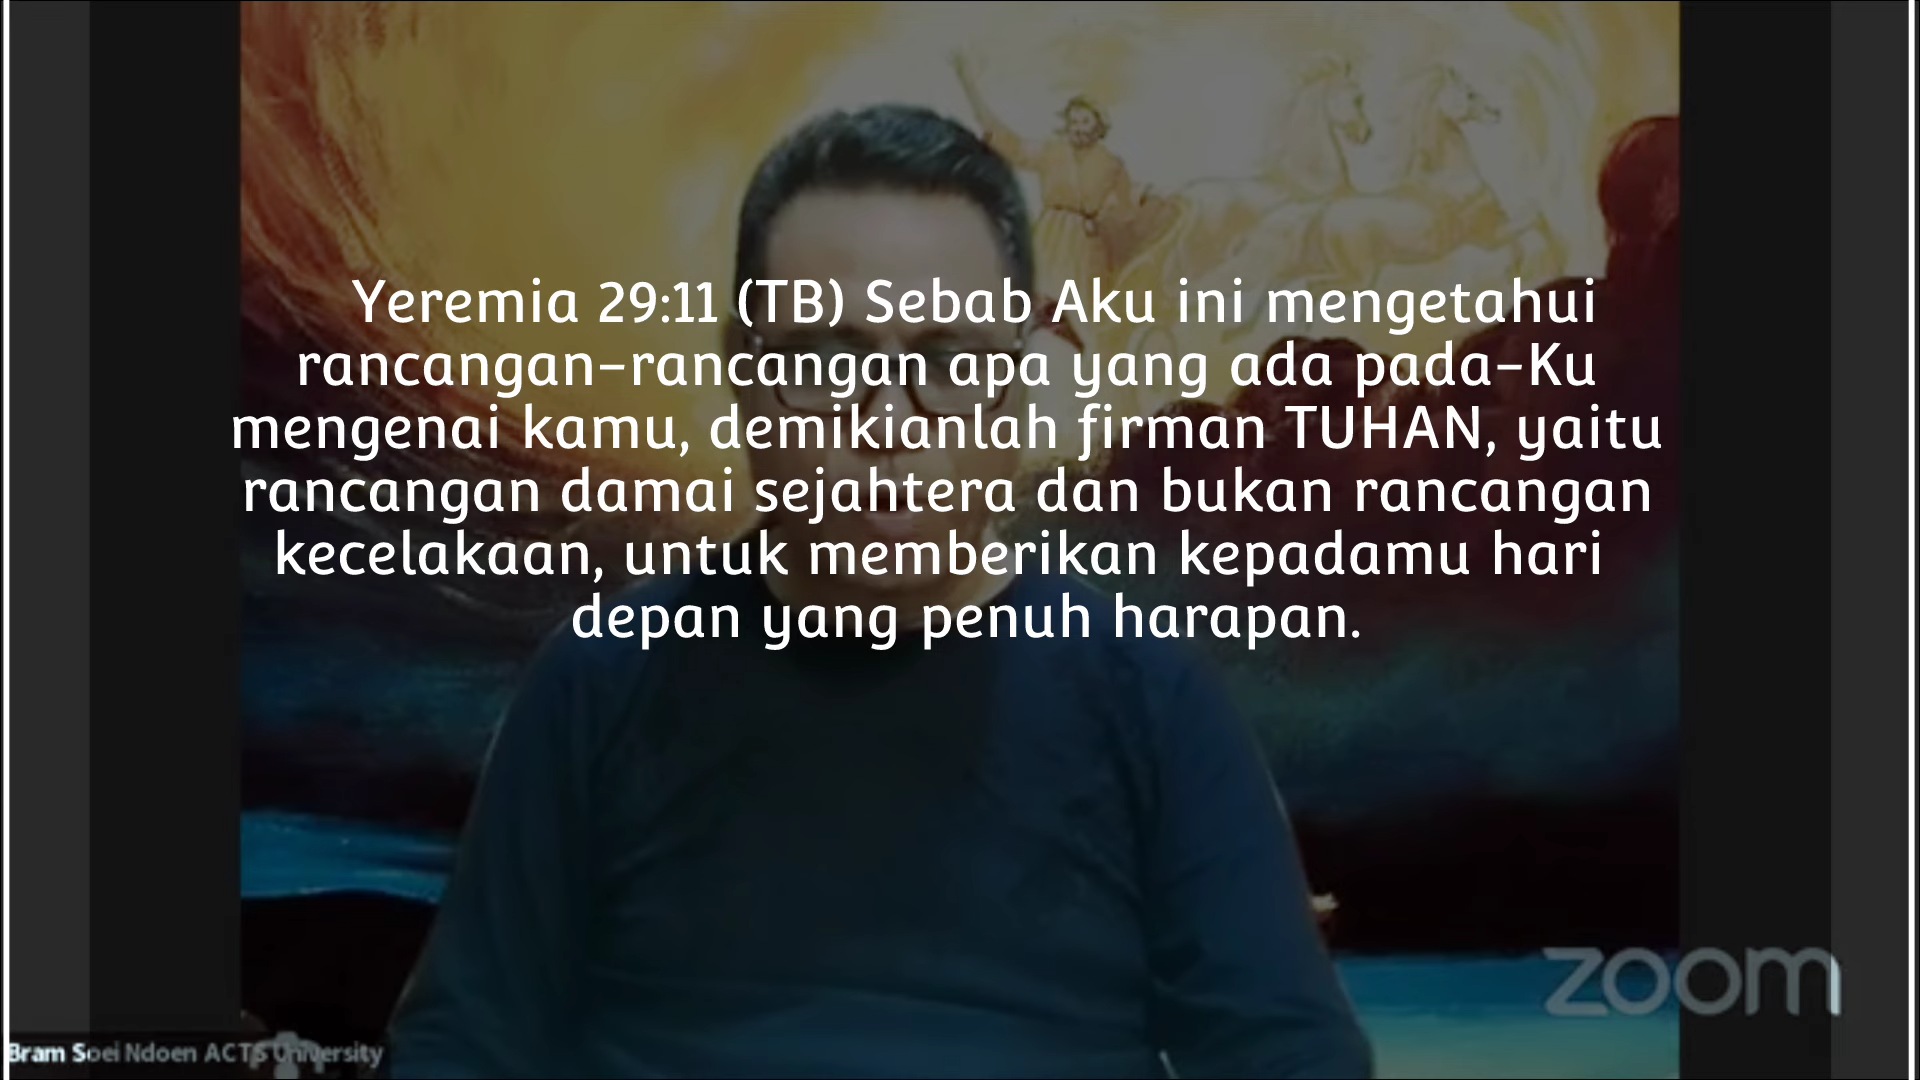 Yeremia 29:11 (TB) Sebab Aku ini mengetahui
rancangan-rancangan apa yang ada pada-Ku
mengenai kamu, demikianlah firman TUHAN, yaitu
rancangan damai sejahtera dan bukan rancangan
kecelakaan, untuk memberikan kepadamu hari
depan yang penuh harapan.
zoom
Bram Soei Ndoen ACTS University